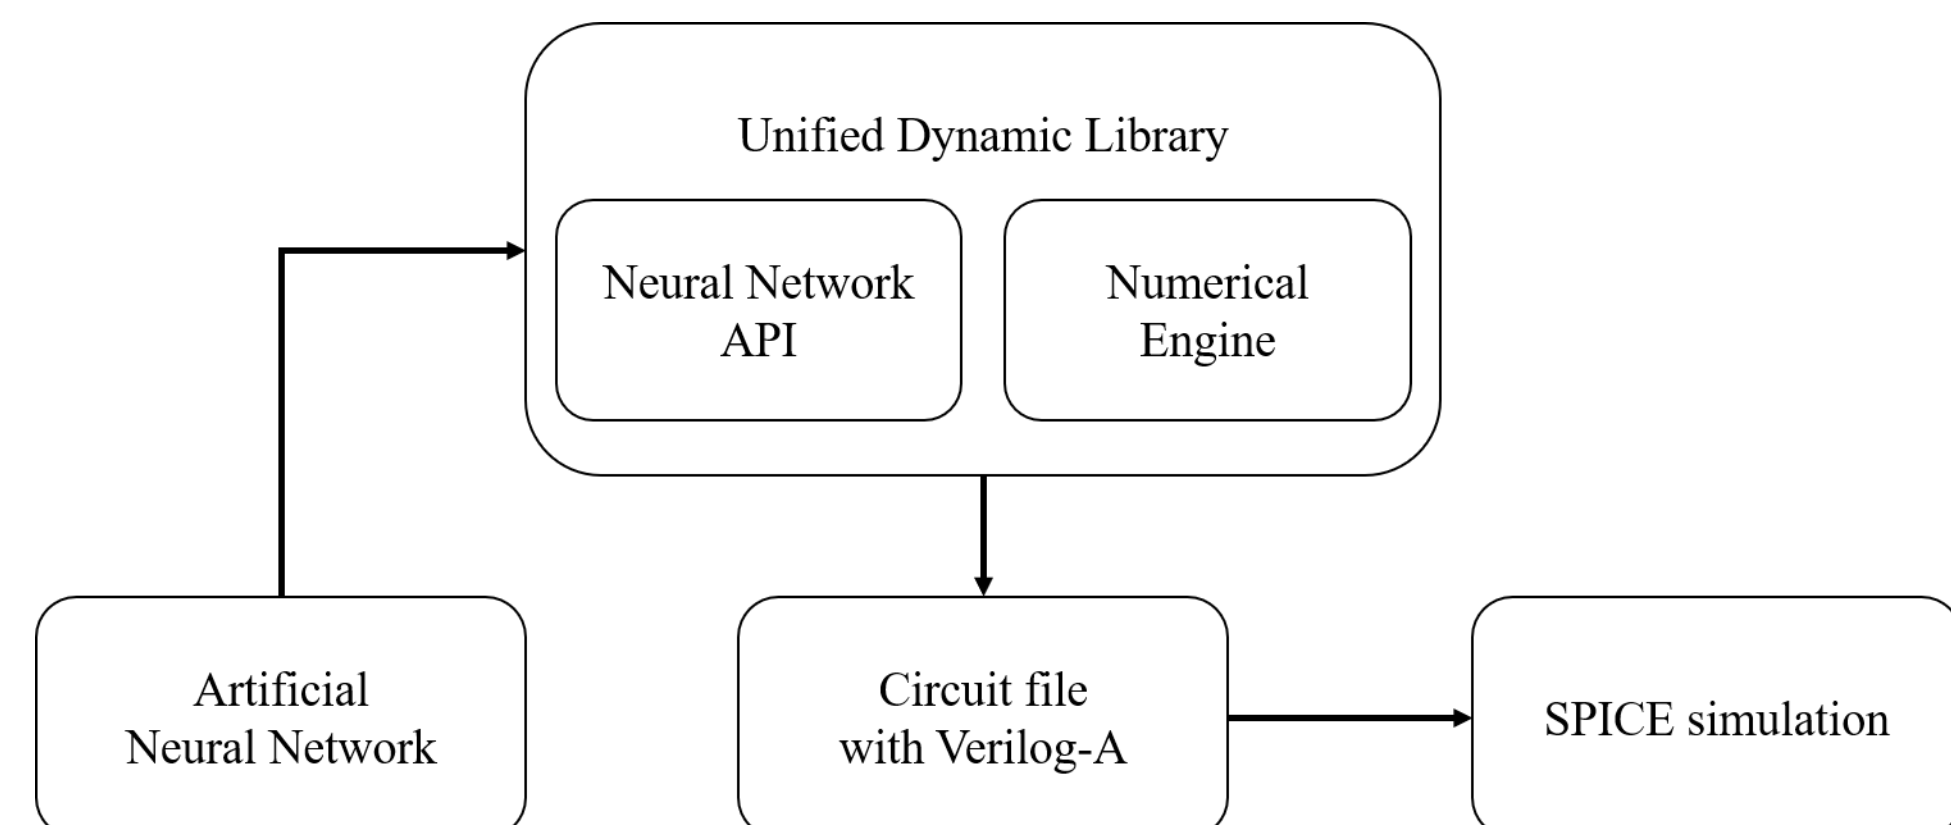 Unified Dynamic Library
Neural Network
API
Numerical
Engine
Artificial
Neural Network
Circuit file
with Verilog-A
SPICE simulation